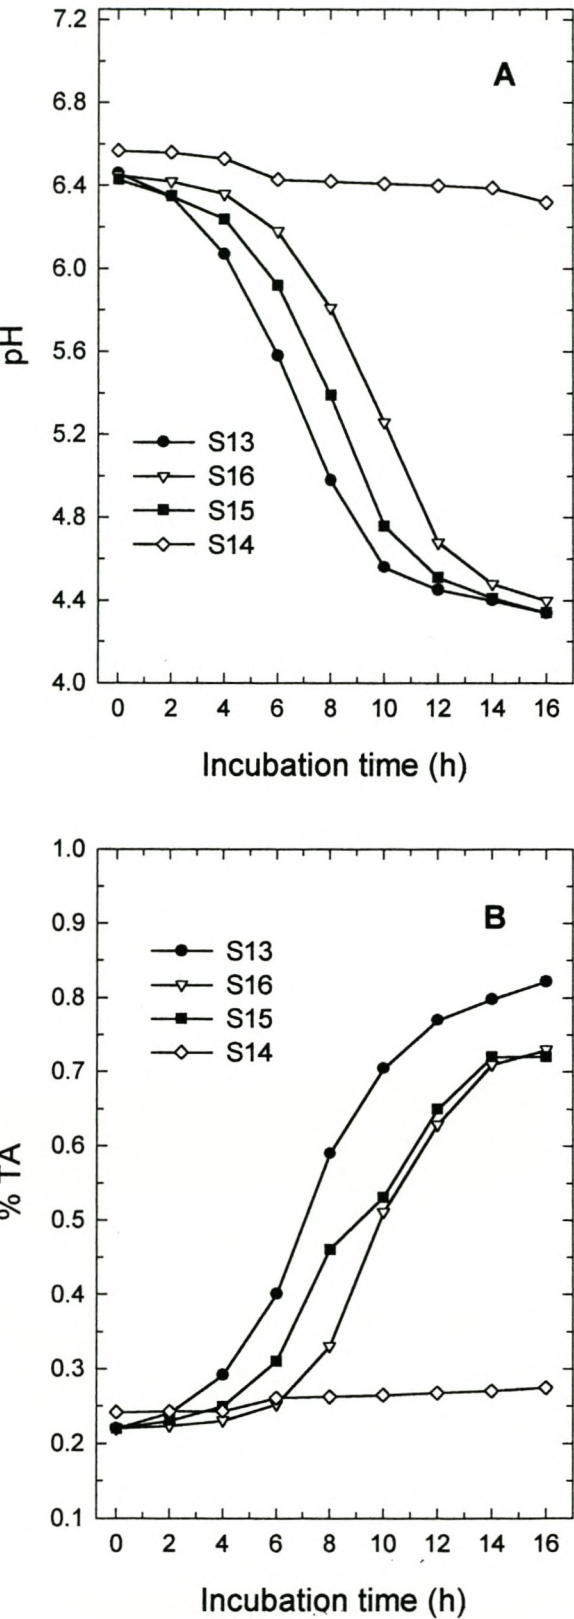 7.2
A
6.8
6.4
6.0
5.6
pH
5.2
S13
S16
4.8
S15
S14
4.4
4.0
0 2 4 6 8 10 12 14 16
Incubation time (h)
1.0
0.9
B
S13
S16
0.8
S15
S14
0.7
0.6
% TA
0.5
0.4
0.3
0.2
0.1
0 2 4 6 8 10 12 14 16
Incubation time (h)